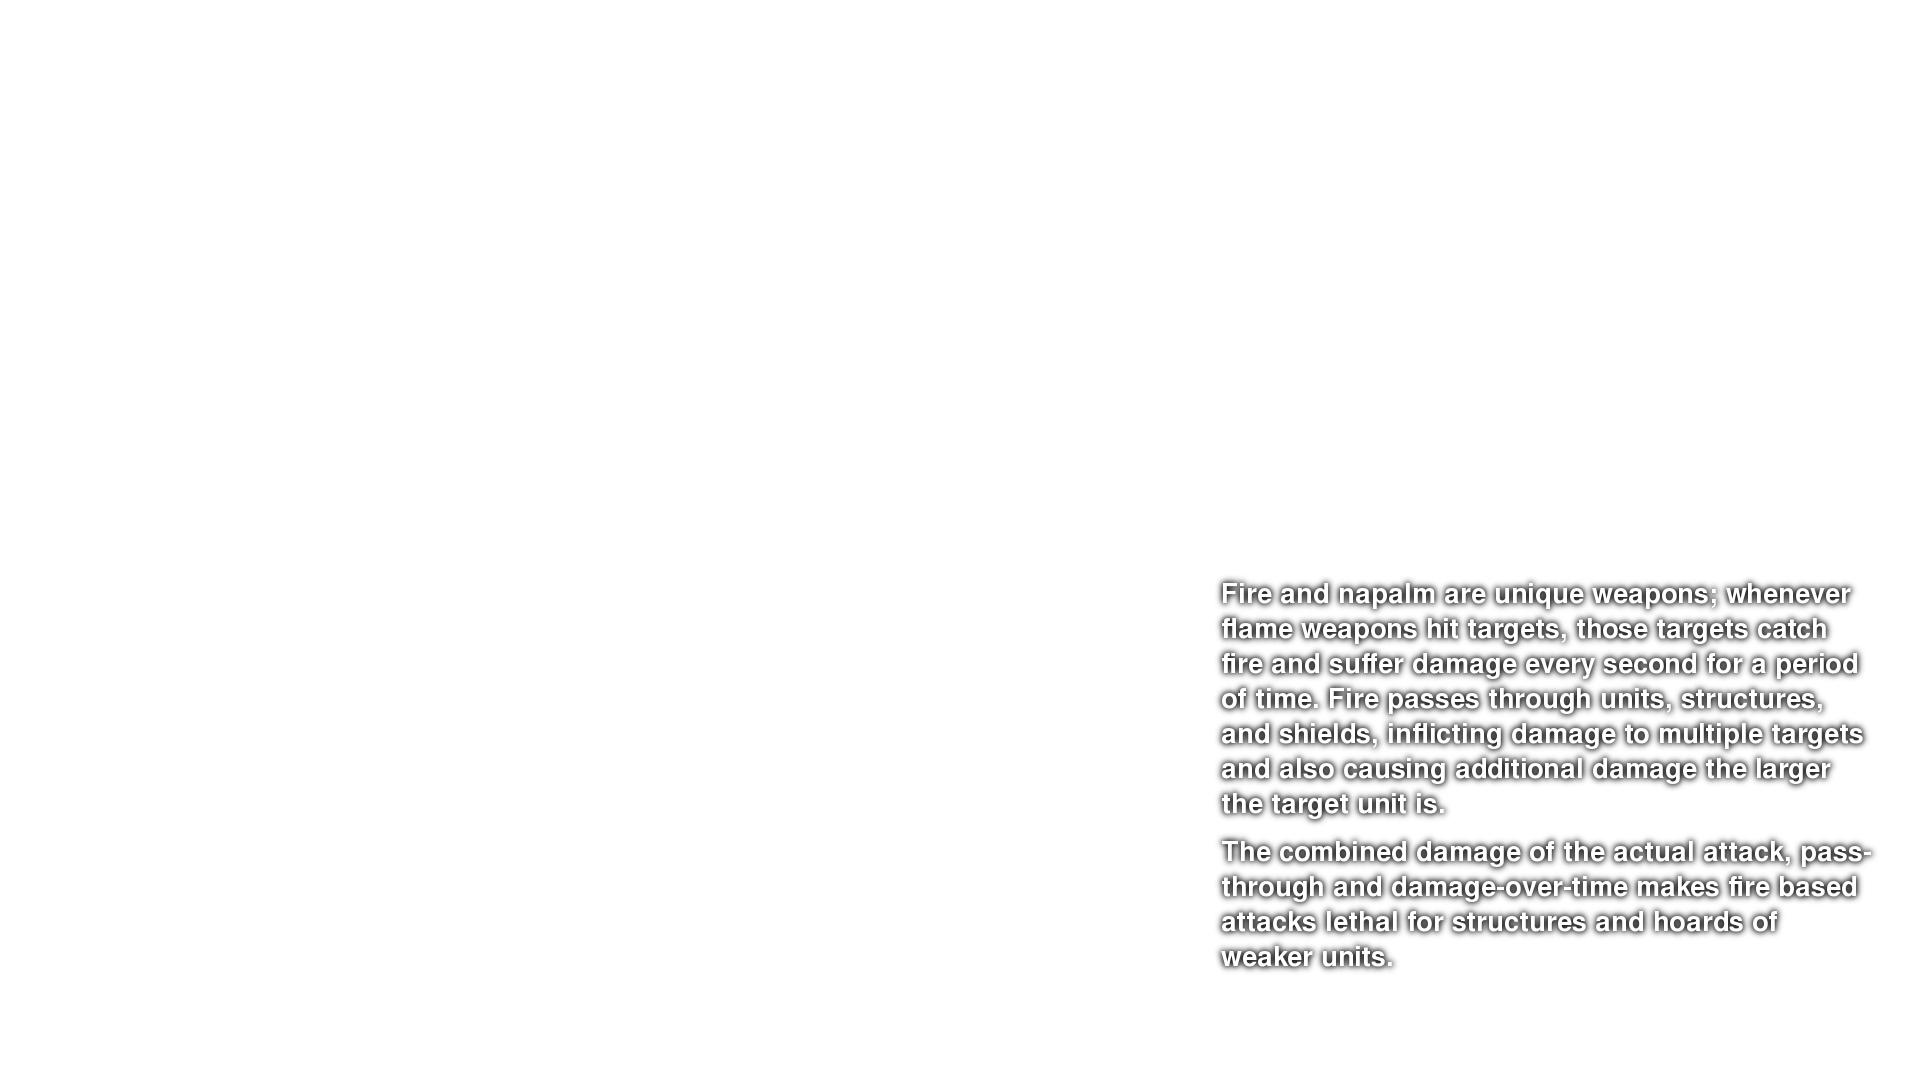 Fire and napalm are unique weapons; whenever
flame weapons hit targets, those targets catch
fire and suffer damage every second for a period
of time. Fire passes through units, structures,
and shields, inflicting damage to multiple targets
and also causing additional damage the larger
the target unit is.
The combined damage of the actual attack, pass-
through and damage-over-time makes fire based
attacks lethal for structures and hoards of
weaker units.